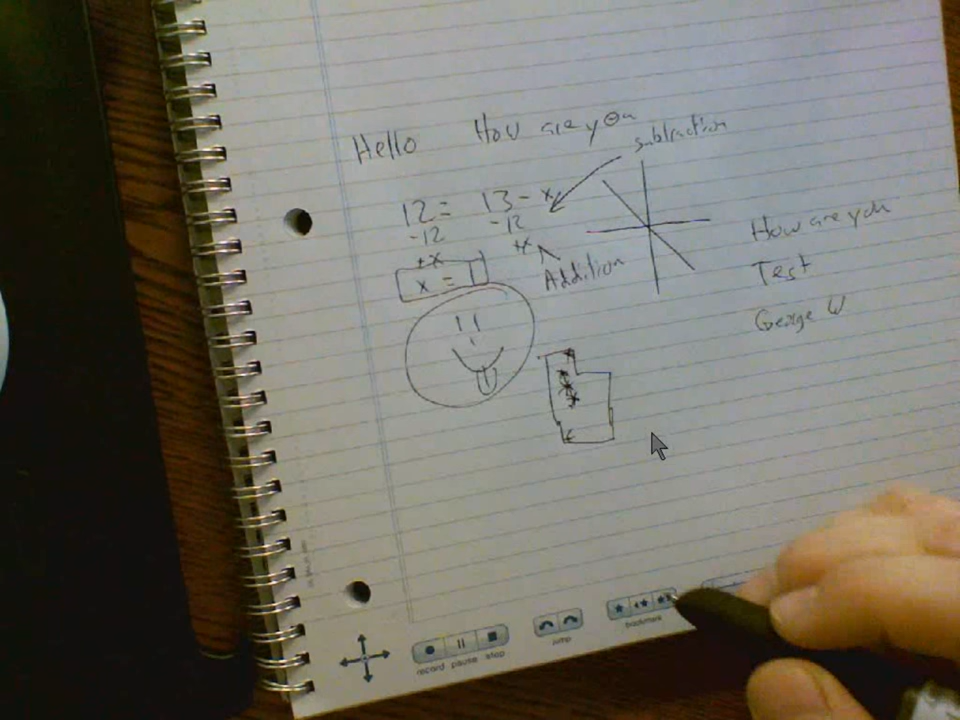 Hello How are you
subtraction
12 = 13 - x
-12 -12
+x +x
x = 1
Addition
How are you
Test
George W
record pause stop
jump
bookmark